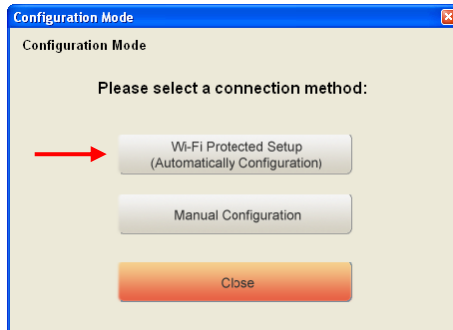 Configuration Mode
Configuration Mode
Please select a connection method:
Wi-Fi Protected Setup
(Automatically Configuration)
Manual Configuration
Close